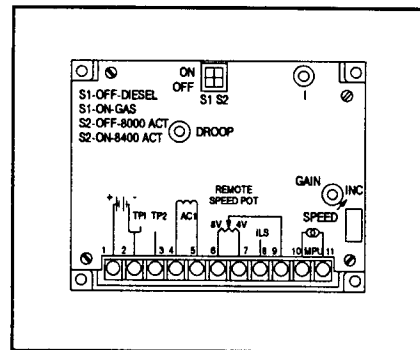 ON
OFF
S1 S2
I
S1-OFF-DIESEL
S1-ON-GAS
S2-OFF-8000 ACT
S2-ON-8400 ACT
DROOP
GAIN
INC
SPEED
REMOTE
SPEED POT
+ -
TP1 TP2
8V 4V
ILS
1 2 3 4 5 6 7 8 9 10 MPU 11